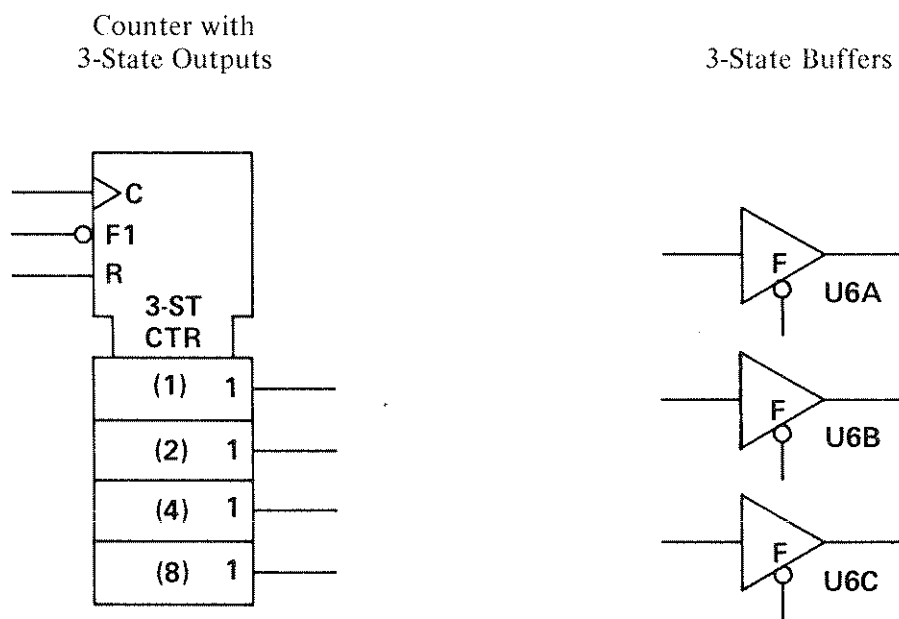 Counter with
3-State Outputs
3-State Buffers
C
F1
R
3-ST
CTR
(1) 1
(2) 1
(4) 1
(8) 1
F
U6A
F
U6B
F
U6C